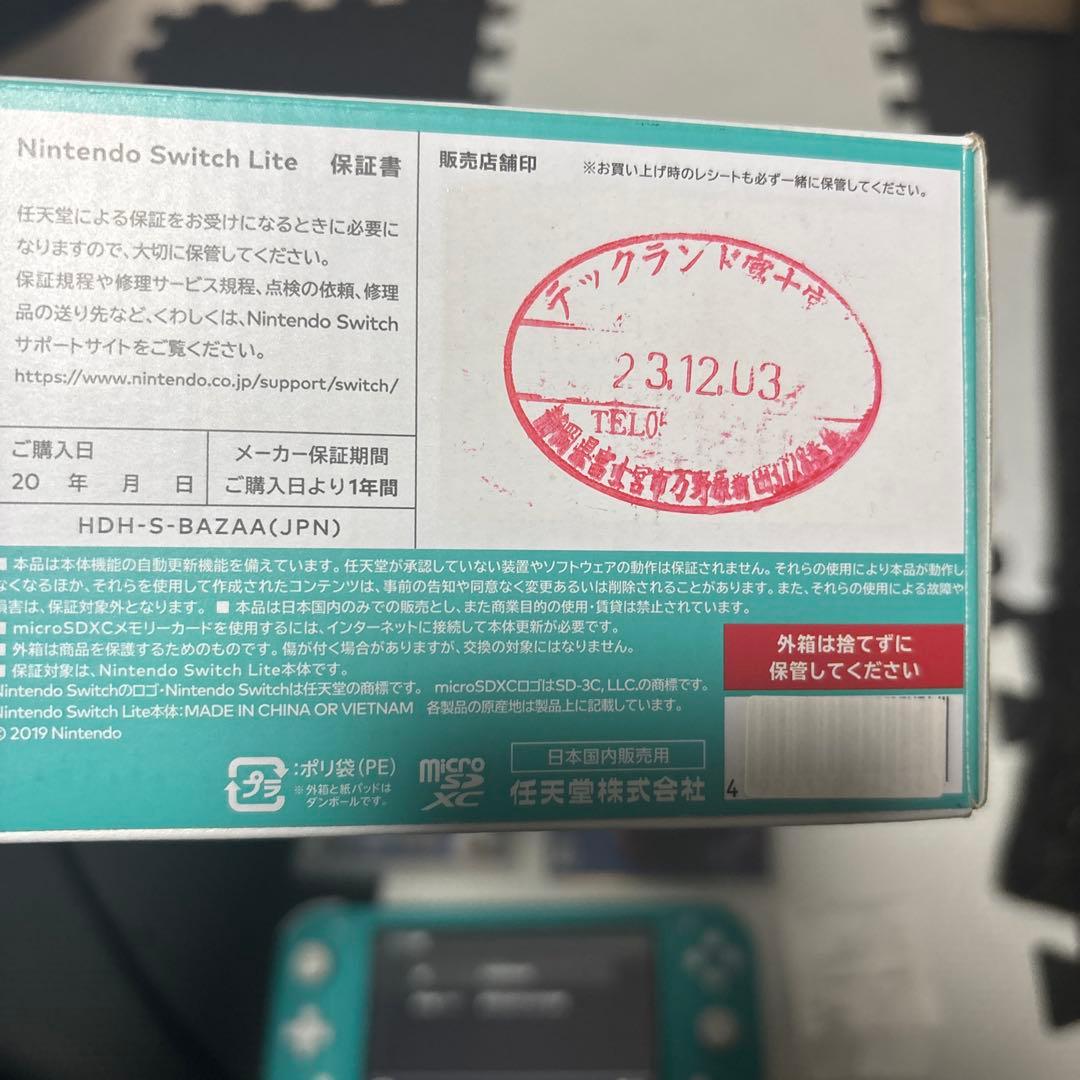 Nintendo Switch Lite 保証書
任天堂による保証をお受けになるときに必要に
なりますので、大切に保管してください。
保証規程や修理サービス規程、点検の依頼、修理
品の送り先など、くわしくは、Nintendo Switch
サポートサイトをご覧ください。
https://www.nintendo.co.jp/support/switch/
ご購入日
20 年 月 日
メーカー保証期間
ご購入日より1年間
HDH-S-BAZAA(JPN)
販売店舗印
※お買い上げ時のレシートも必ず一緒に保管してください。
テックランド富士宮
23.12.03
TEL0
富士宮市万野原新田
■ 本品は本体機能の自動更新機能を備えています。任天堂が承認していない装置やソフトウェアの動作は保証されません。それらの使用により本品が動作し
なくなるほか、それらを使用して作成されたコンテンツは、事前の告知や同意なく変更あるいは削除されることがあります。また、それらの使用による故障や
損害は、保証対象外となります。 ■ 本品は日本国内のみでの販売とし、また商業目的の使用・賃貸は禁止されています。
■ microSDXCメモリーカードを使用するには、インターネットに接続して本体更新が必要です。
■ 外箱は商品を保護するためのものです。傷が付く場合がありますが、交換の対象にはなりません。
■ 保証対象は、Nintendo Switch Lite本体です。
Nintendo Switchのロゴ・Nintendo Switchは任天堂の商標です。 microSDXCロゴはSD-3C, LLC.の商標です。
Nintendo Switch Lite本体：MADE IN CHINA OR VIETNAM 各製品の原産地は製品上に記載しています。
© 2019 Nintendo
外箱は捨てずに
保管してください
プラ
：ポリ袋（PE）
※外箱と紙パッドは
ダンボールです。
micro
SD
XC
日本国内販売用
任天堂株式会社
4